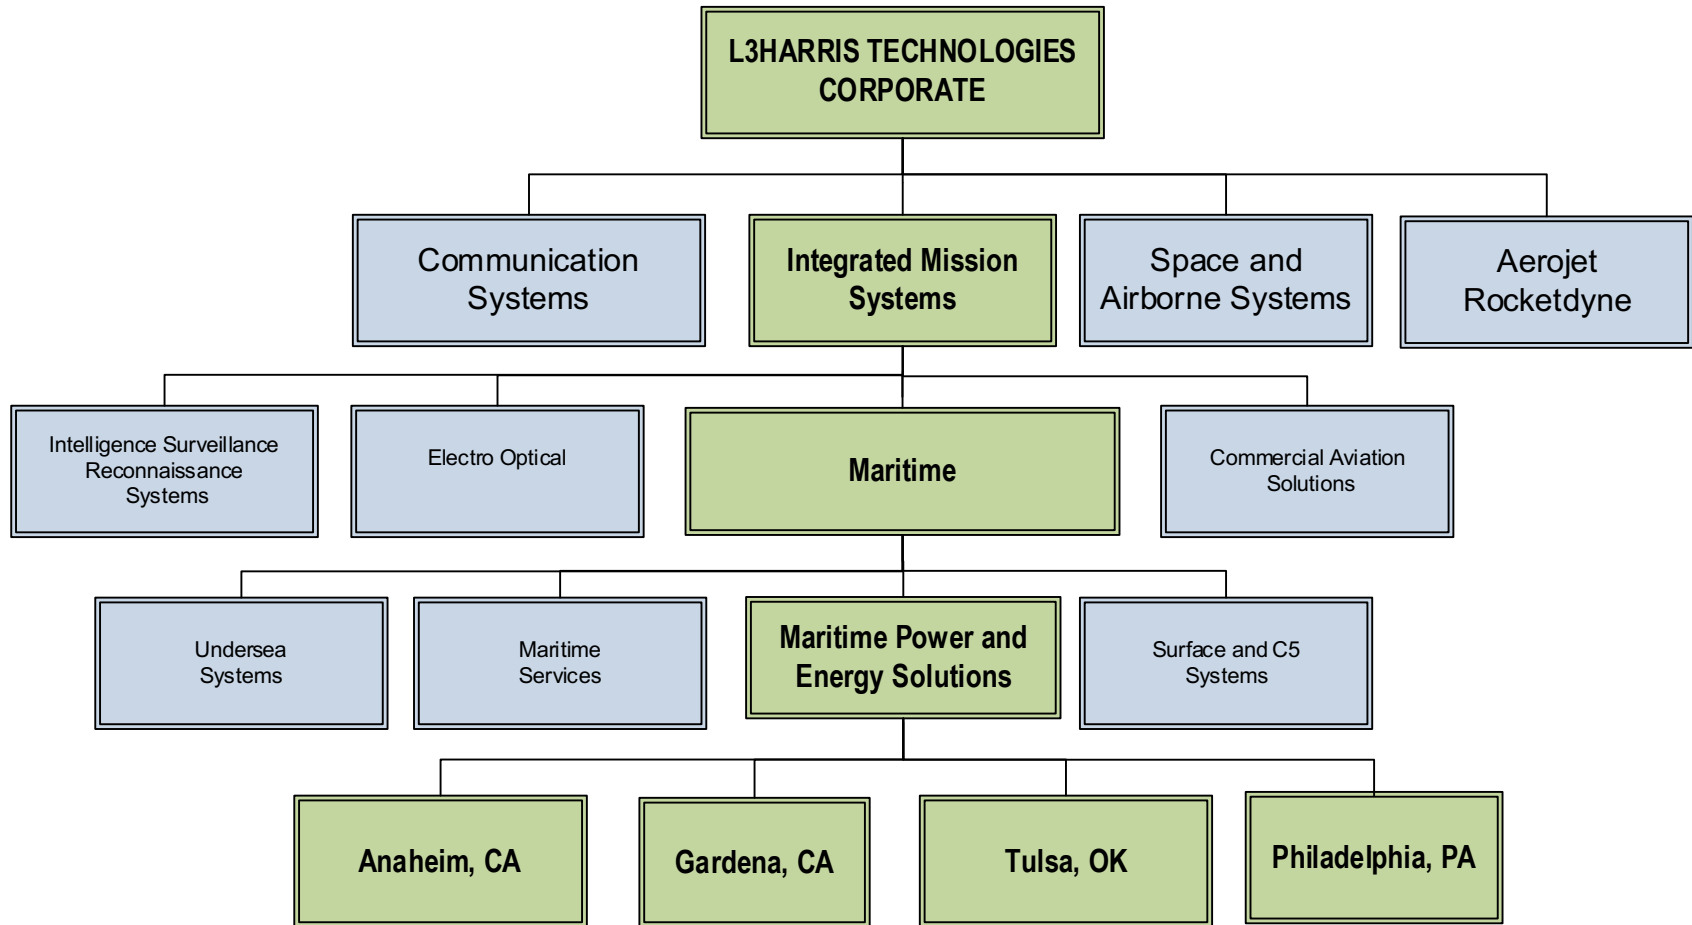 L3HARRIS TECHNOLOGIES
CORPORATE
Communication
Systems
Integrated Mission
Systems
Space and
Airborne Systems
Aerojet
Rocketdyne
Intelligence Surveillance
Reconnaissance
Systems
Electro Optical
Maritime
Commercial Aviation
Solutions
Undersea
Systems
Maritime
Services
Maritime Power and
Energy Solutions
Surface and C5
Systems
Anaheim, CA
Gardena, CA
Tulsa, OK
Philadelphia, PA